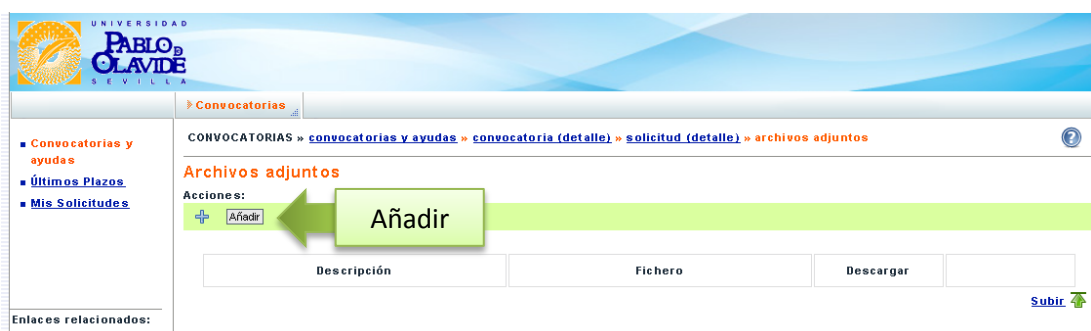 UNIVERSIDAD
PABLO DE
OLAVIDE
SEVILLA
Convocatorias
CONVOCATORIAS » convocatorias y ayudas » convocatoria (detalle) » solicitud (detalle) » archivos adjuntos
Convocatorias y
ayudas
Últimos Plazos
Mis Solicitudes
Enlaces relacionados:
Archivos adjuntos
Acciones:
Añadir
Añadir
Descripción Fichero Descargar
Subir